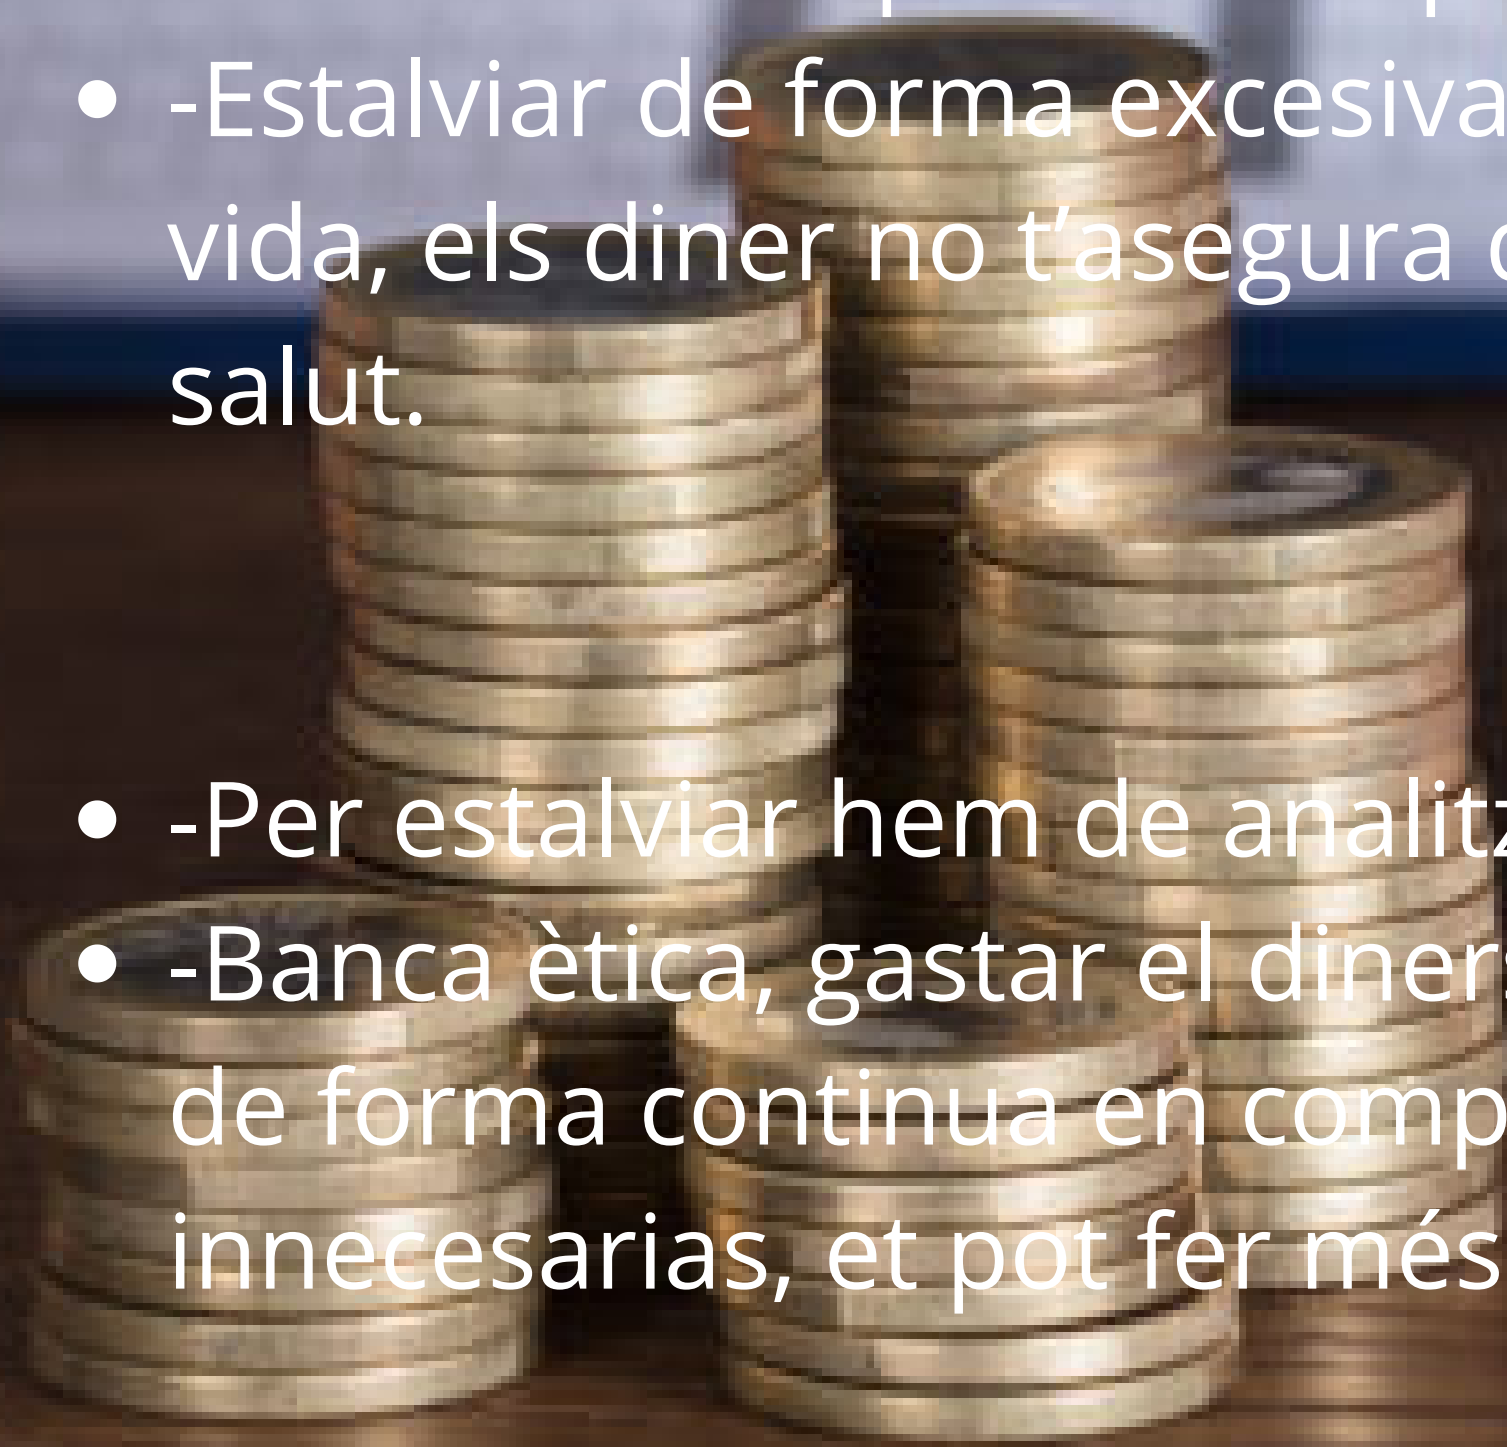 • -Estalviar de forma excesiva
vida, els diner no t’asegura
salut.
• -Per estalviar hem de
• -Banca ètica, gastar el diners
de forma continua en
innecesarias, et pot fer més